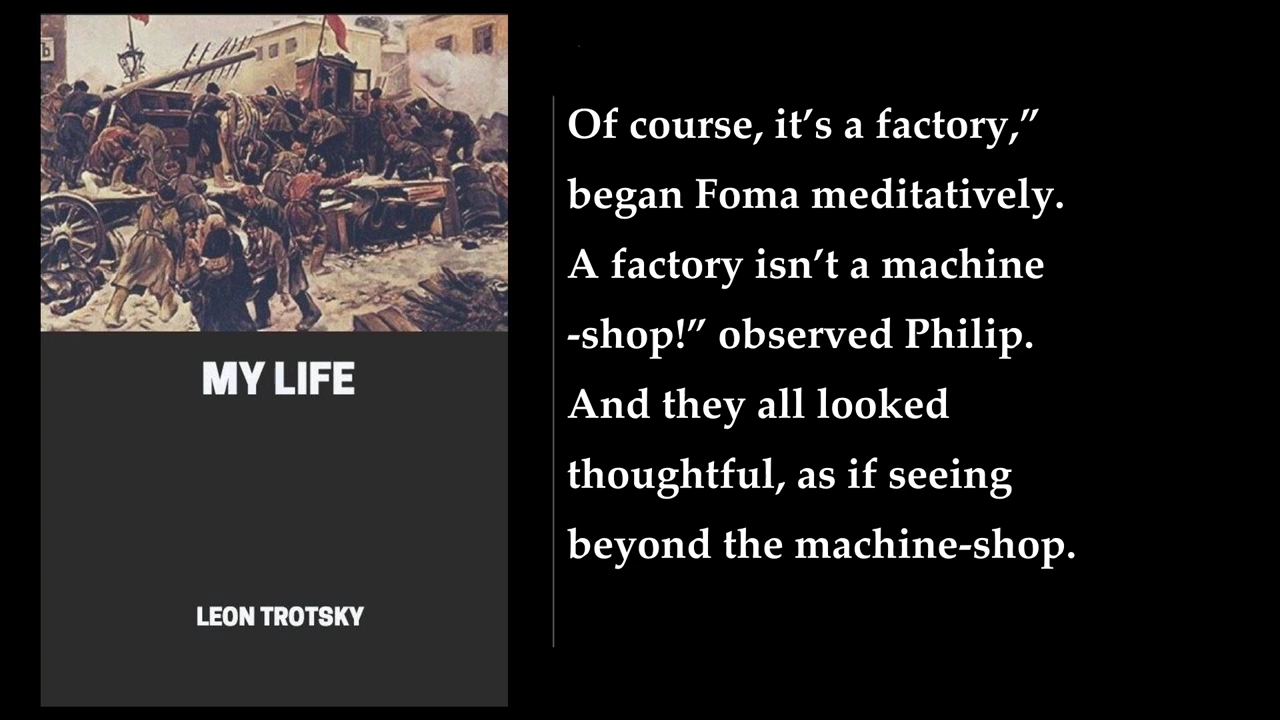 Ъ
MY LIFE
LEON TROTSKY
Of course, it’s a factory,”
began Foma meditatively.
A factory isn’t a machine
-shop!” observed Philip.
And they all looked
thoughtful, as if seeing
beyond the machine-shop.